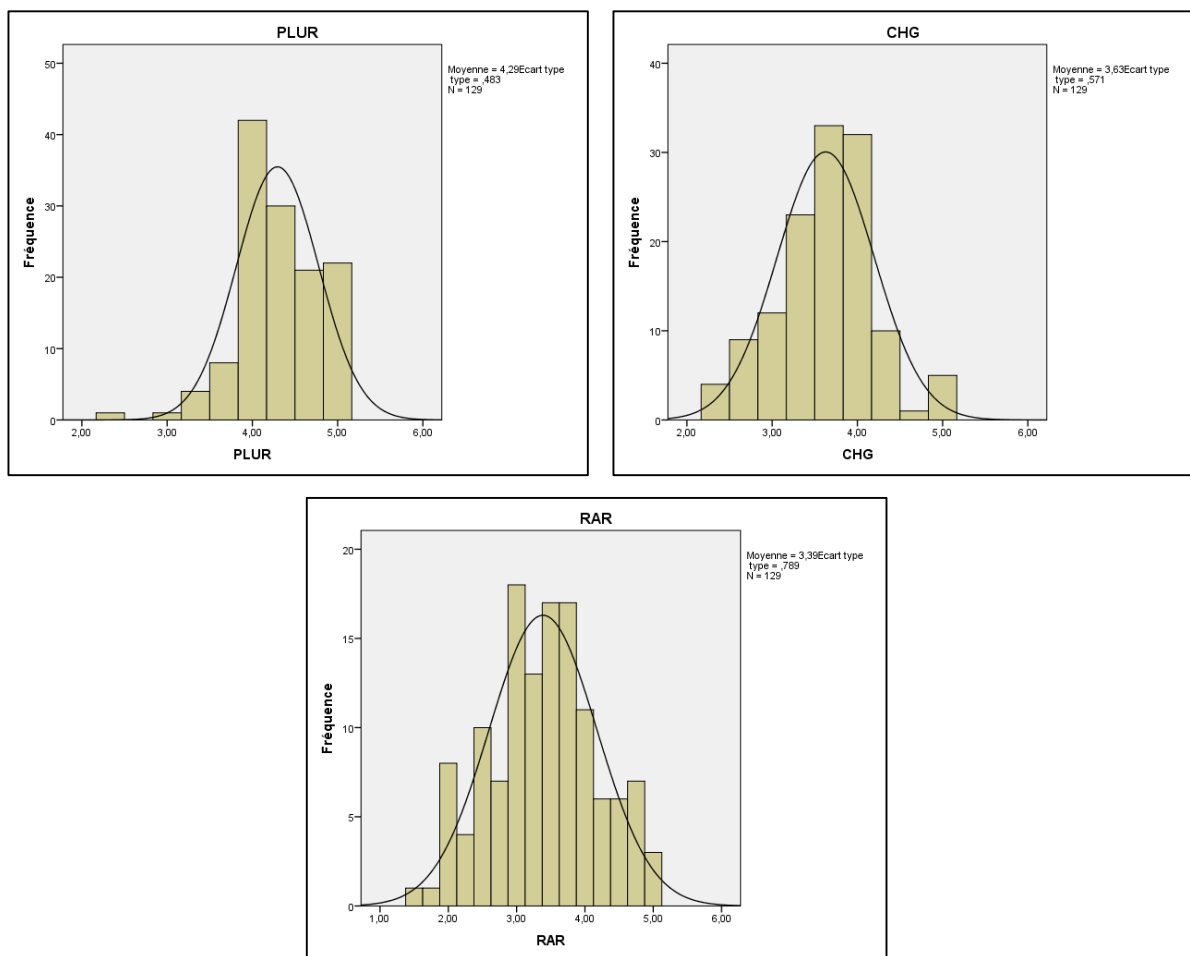 PLUR
Moyenne = 4,29Ecart type
type = ,483
N = 129
50
40
30
20
10
0
Fréquence
2,00 3,00 4,00 5,00 6,00
PLUR
CHG
Moyenne = 3,63Ecart type
type = ,571
N = 129
40
30
20
10
0
Fréquence
2,00 3,00 4,00 5,00 6,00
CHG
RAR
Moyenne = 3,39Ecart type
type = ,789
N = 129
20
15
10
5
0
Fréquence
1,00 2,00 3,00 4,00 5,00 6,00
RAR